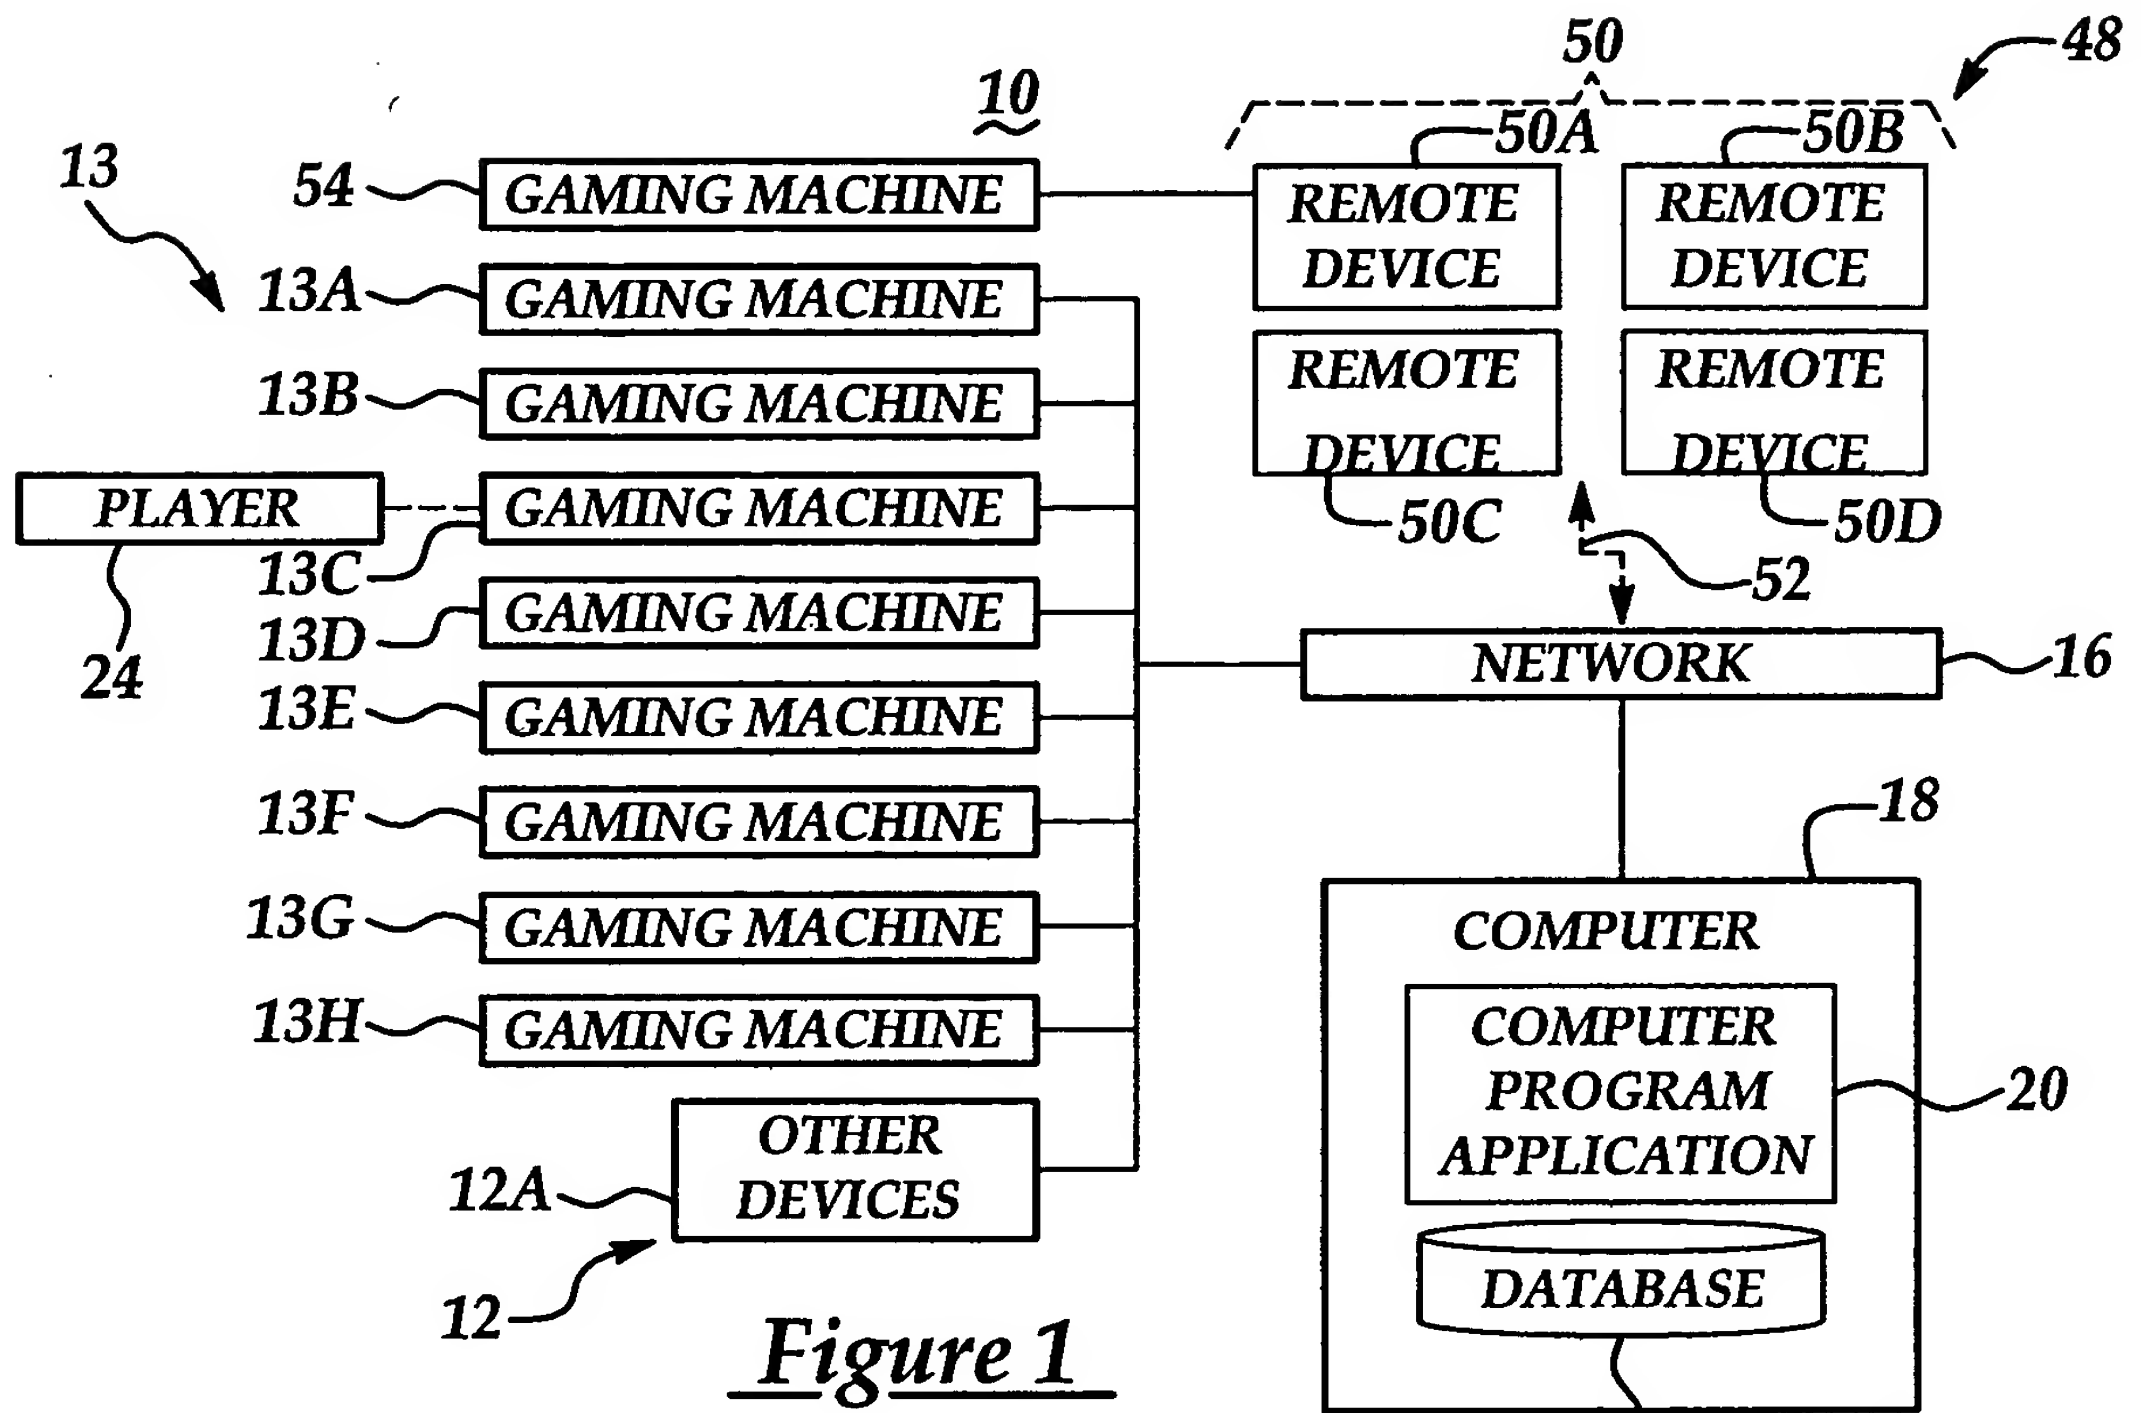 50
48
10
50A
50B
54
GAMING MACHINE
REMOTE
DEVICE
REMOTE
DEVICE
13
13A
GAMING MACHINE
13B
GAMING MACHINE
REMOTE
DEVICE
REMOTE
DEVICE
50C
50D
PLAYER
GAMING MACHINE
13C
24
13D
GAMING MACHINE
52
NETWORK
16
13E
GAMING MACHINE
13F
GAMING MACHINE
18
13G
GAMING MACHINE
COMPUTER
13H
GAMING MACHINE
COMPUTER
PROGRAM
APPLICATION
20
OTHER
DEVICES
12A
12
DATABASE
Figure 1